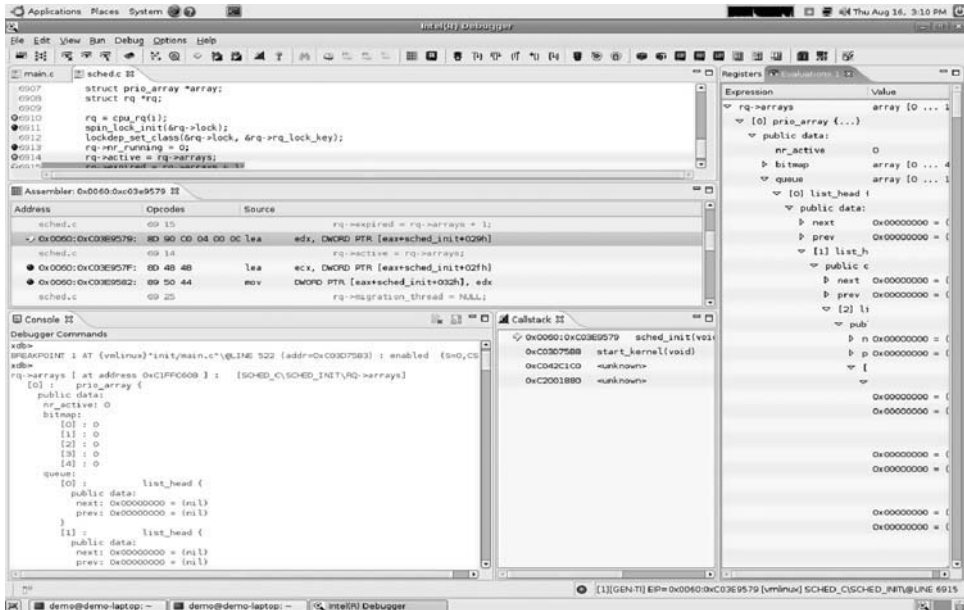 Applications Places System
Thu Aug 16, 3:10 PM
Intel(R) Debugger
File Edit View Run Debug Options Help
main.c
sched.c
6907 struct prio_array *array;
6908 struct rq *rq;
6909
6910 rq = cpu_rq(i);
6911 spin_lock_init(&rq->lock);
6912 lockdep_set_class(&rq->lock, &rq->rq_lock_key);
6913 rq->nr_running = 0;
6914 rq->active = rq->arrays;
6915 rq->expired = rq->arrays + 1;
Assembler: 0x0060:0xc03e9579
Address Opcodes Source
sched.c 69 15 rq->expired = rq->arrays + 1;
0x0060:0xC03E9579: 8D 90 C0 04 00 0C lea edx, DWORD PTR [eax+sched_init+029h]
sched.c 69 14 rq->active = rq->arrays;
0x0060:0xC03E957F: 8D 48 48 lea ecx, DWORD PTR [eax+sched_init+02fh]
0x0060:0xC03E9582: 89 50 44 mov DWORD PTR [eax+sched_init+032h], edx
sched.c 69 25 rq->migration_thread = NULL;
Console
Debugger Commands
xdb>
BREAKPOINT 1 AT {vmlinux}"init/main.c"\@LINE 522 (addr=0xC03D75B3) : enabled (S=0,CS
xdb>
rq->arrays [ at address 0xC1FFC608 ] : [SCHED_C\SCHED_INIT\RQ->arrays]
[0] : prio_array {
public data:
nr_active: 0
bitmap:
[0] : 0
[1] : 0
[2] : 0
[3] : 0
[4] : 0
queue:
[0] : list_head {
public data:
next: 0x00000000 = (nil)
prev: 0x00000000 = (nil)
}
[1] : list_head {
public data:
next: 0x00000000 = (nil)
prev: 0x00000000 = (nil)
Callstack
0x0060:0xC03E9579 sched_init(voi
0xC03D75B8 start_kernel(void)
0xC042C1C0 <unknown>
0xC2001880 <unknown>
Registers Evaluations 1
Expression Value
rq->arrays array [0 ... 1
[0] prio_array {...}
public data:
nr_active 0
bitmap array [0 ... 4
queue array [0 ... 1
[0] list_head {
public data:
next 0x00000000 = (
prev 0x00000000 = (
[1] list_h
public c
next 0x00000000 = (
prev 0x00000000 = (
[2] li
pub
n 0x00000000 = (
p 0x00000000 = (
[
0x00000000 = (
0x00000000 = (
0x00000000 = (
0x00000000 = (
0x00000000 = (
0x00000000 = (
[1][GEN-TI] EIP= 0x0060:0xC03E9579 [vmlinux] SCHED_C\SCHED_INIT\@LINE 6915
demo@demo-laptop: ~
demo@demo-laptop: ~
Intel(R) Debugger